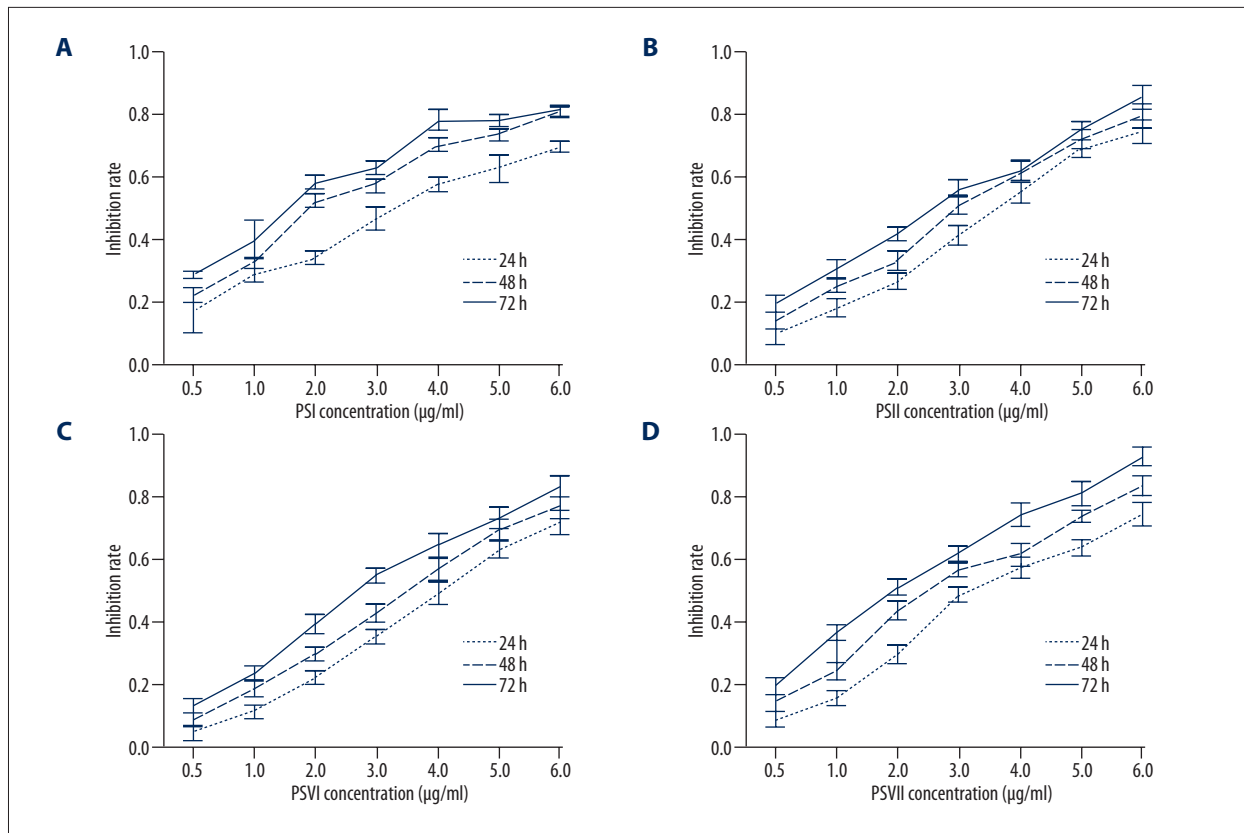 A
1.0
0.8
0.6
0.4
0.2
0.0
Inhibition rate
24 h
48 h
72 h
0.5 1.0 2.0 3.0 4.0 5.0 6.0
PSI concentration (µg/ml)
B
1.0
0.8
0.6
0.4
0.2
0.0
Inhibition rate
24 h
48 h
72 h
0.5 1.0 2.0 3.0 4.0 5.0 6.0
PSII concentration (µg/ml)
C
1.0
0.8
0.6
0.4
0.2
0.0
Inhibition rate
24 h
48 h
72 h
0.5 1.0 2.0 3.0 4.0 5.0 6.0
PSVI concentration (µg/ml)
D
1.0
0.8
0.6
0.4
0.2
0.0
Inhibition rate
24 h
48 h
72 h
0.5 1.0 2.0 3.0 4.0 5.0 6.0
PSVII concentration (µg/ml)